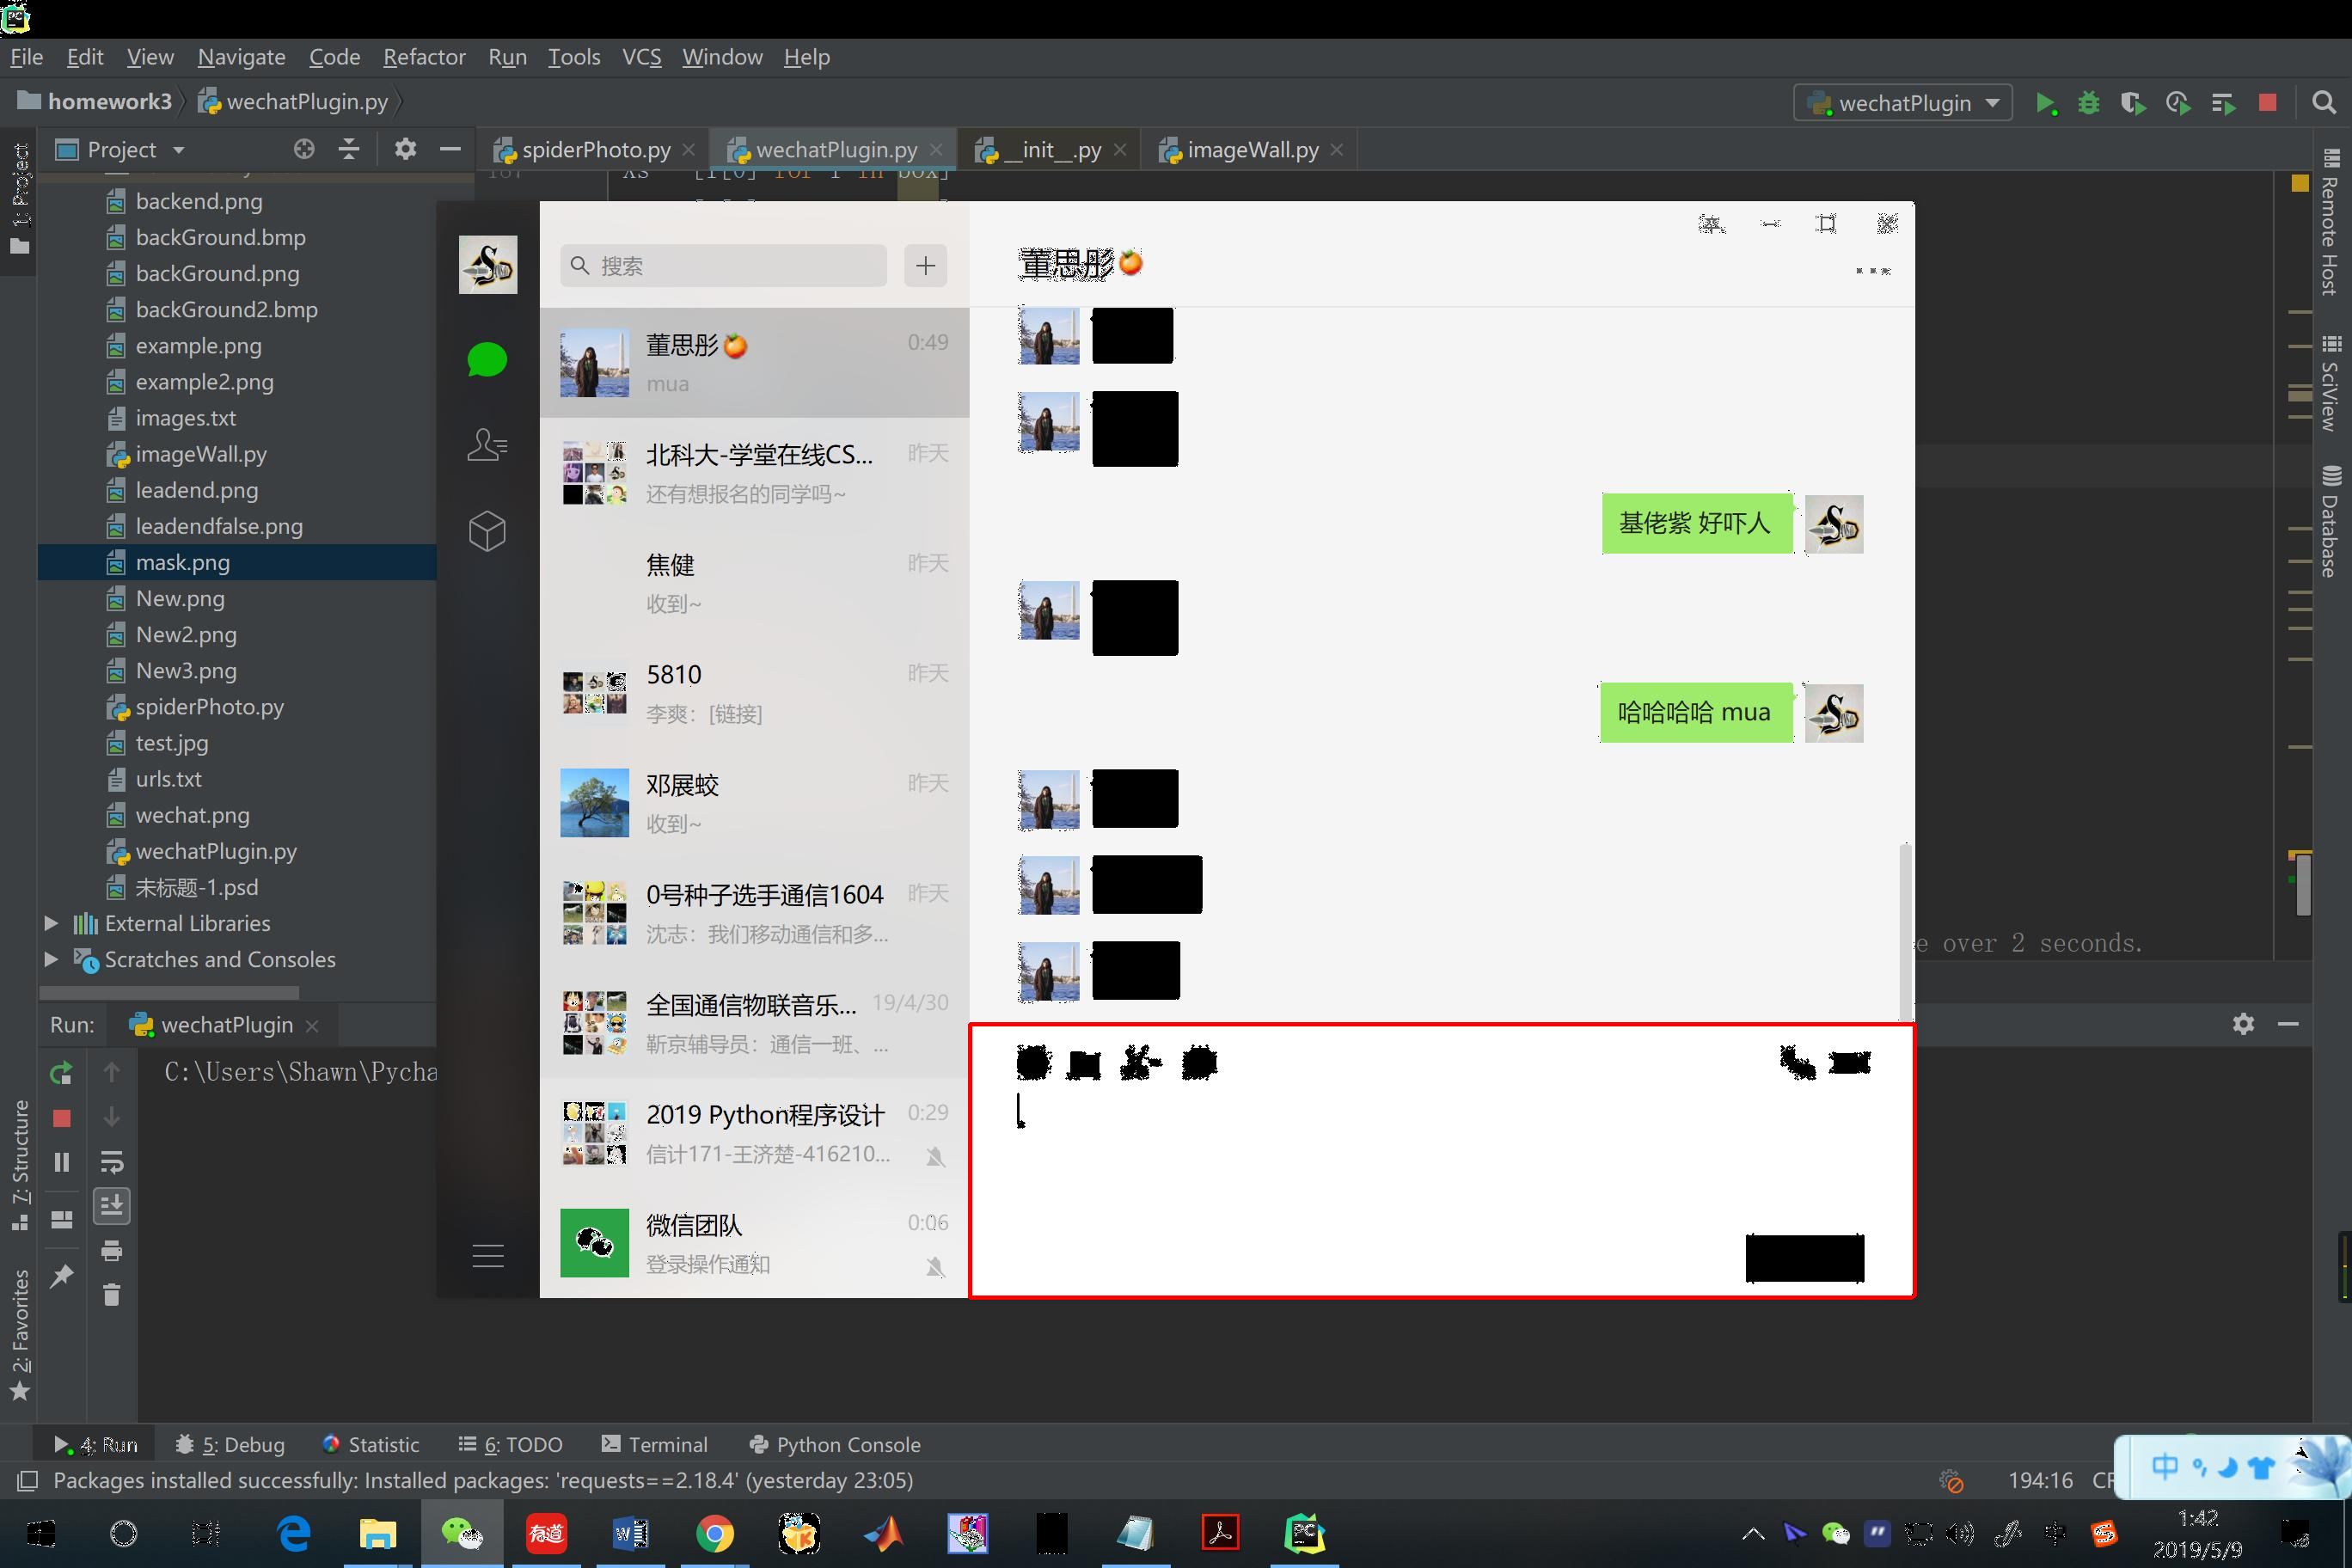 File Edit View Navigate Code Refactor Run Tools VCS Window Help
homework3 wechatPlugin.py
wechatPlugin
1: Project
Project
spiderPhoto.py wechatPlugin.py __init__.py imageWall.py
backend.png
backGround.bmp
backGround.png
backGround2.bmp
example.png
example2.png
images.txt
imageWall.py
leadend.png
leadendfalse.png
mask.png
New.png
New2.png
New3.png
spiderPhoto.py
test.jpg
urls.txt
wechat.png
wechatPlugin.py
未标题-1.psd
External Libraries
Scratches and Consoles
搜索
董思彤
0:49
mua
北科大-学堂在线CS...
昨天
还有想报名的同学吗~
焦健
昨天
收到~
5810
昨天
李爽：[链接]
邓展蛟
昨天
收到~
0号种子选手通信1604
昨天
沈志：我们移动通信和多...
全国通信物联音乐...
19/4/30
靳京辅导员：通信一班、...
2019 Python程序设计
0:29
信计171-王济楚-416210...
微信团队
0:06
登录操作通知
董思彤
基佬紫 好吓人
哈哈哈哈 mua
Remote Host
SciView
Database
e over 2 seconds.
Run: wechatPlugin
C:\Users\Shawn\Pycha
7: Structure
2: Favorites
4: Run 5: Debug Statistic 6: TODO Terminal Python Console
Packages installed successfully: Installed packages: 'requests==2.18.4' (yesterday 23:05)
194:16
中
有道
PC
中
1:42
2019/5/9